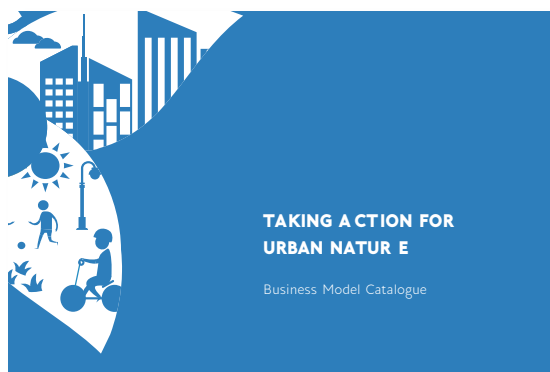 TAKING ACTION FOR
URBAN NATURE
Business Model Catalogue